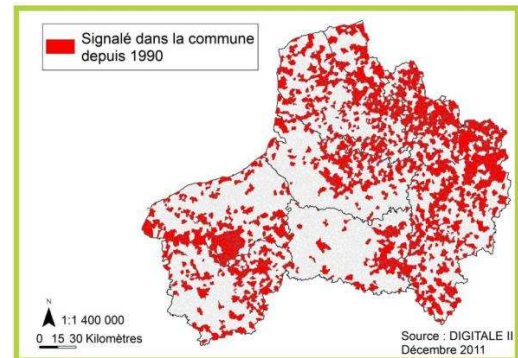 Signalé dans la commune
depuis 1990
N
1:1 400 000
0 15 30 Kilomètres
Source : DIGITALE II
Décembre 2011